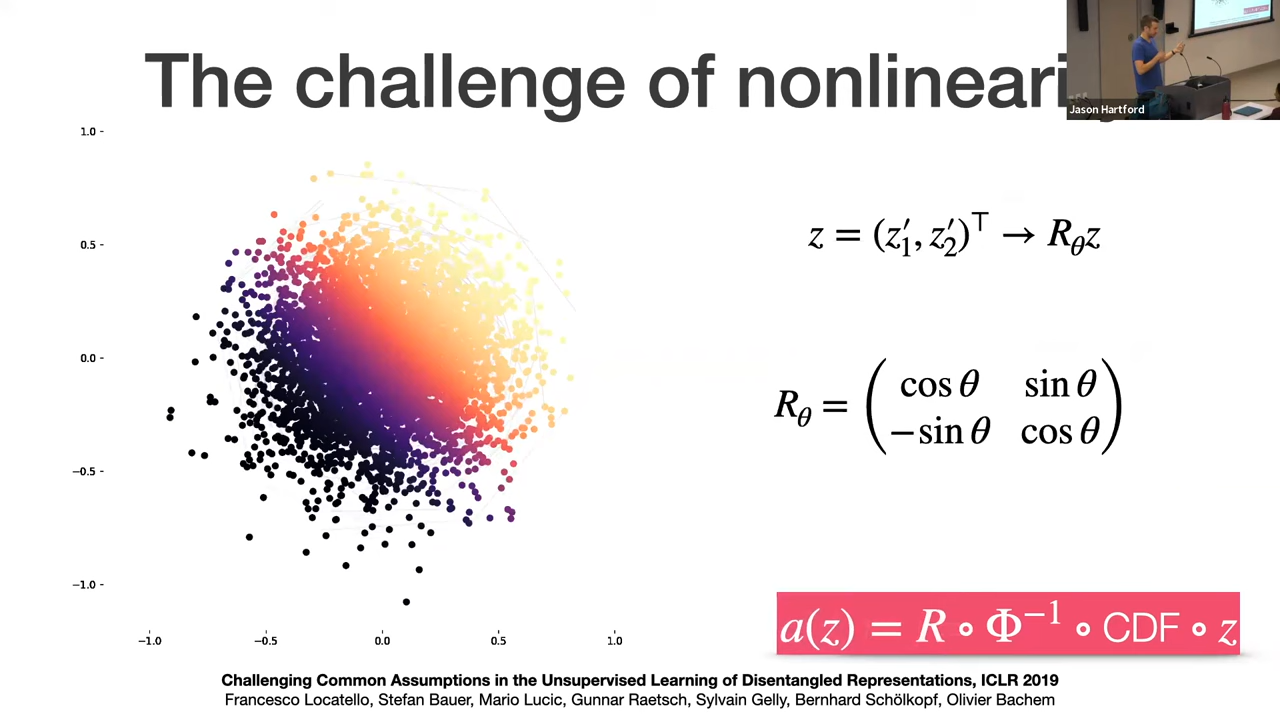 The challenge of nonlineari
Jason Hartford
1.0
0.5
0.0
−0.5
−1.0
−1.0 −0.5 0.0 0.5 1.0
z = (z′₁, z′₂)ᵀ → R_θz
R_θ = ( cos θ sin θ
−sin θ cos θ )
a(z) = R ∘ Φ⁻¹ ∘ CDF ∘ z
Challenging Common Assumptions in the Unsupervised Learning of Disentangled Representations, ICLR 2019
Francesco Locatello, Stefan Bauer, Mario Lucic, Gunnar Raetsch, Sylvain Gelly, Bernhard Schölkopf, Olivier Bachem